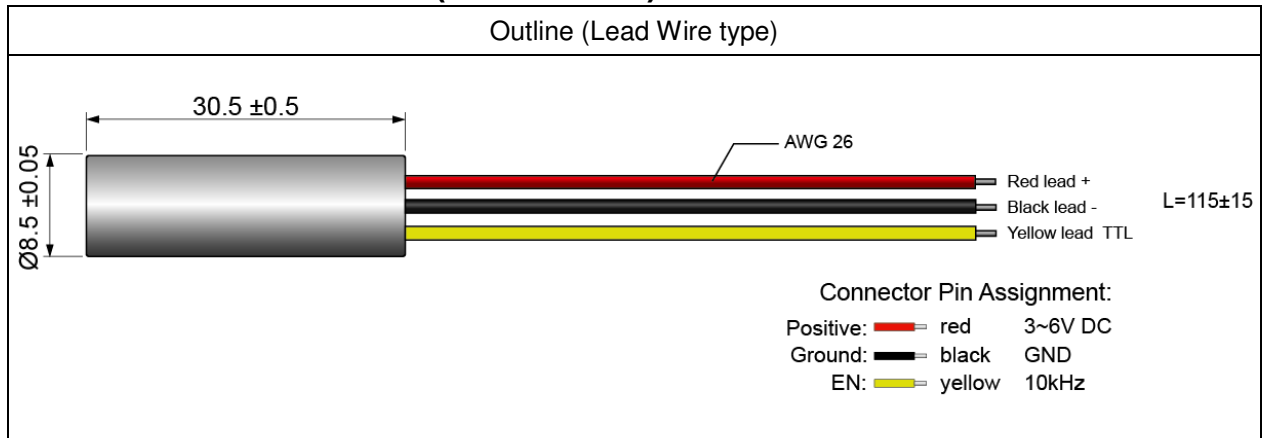 Outline (Lead Wire type)
30.5 ±0.5
Ø8.5 ±0.05
AWG 26
Red lead +
Black lead -
Yellow lead TTL
L=115±15
Connector Pin Assignment:
Positive: red 3~6V DC
Ground: black GND
EN: yellow 10kHz